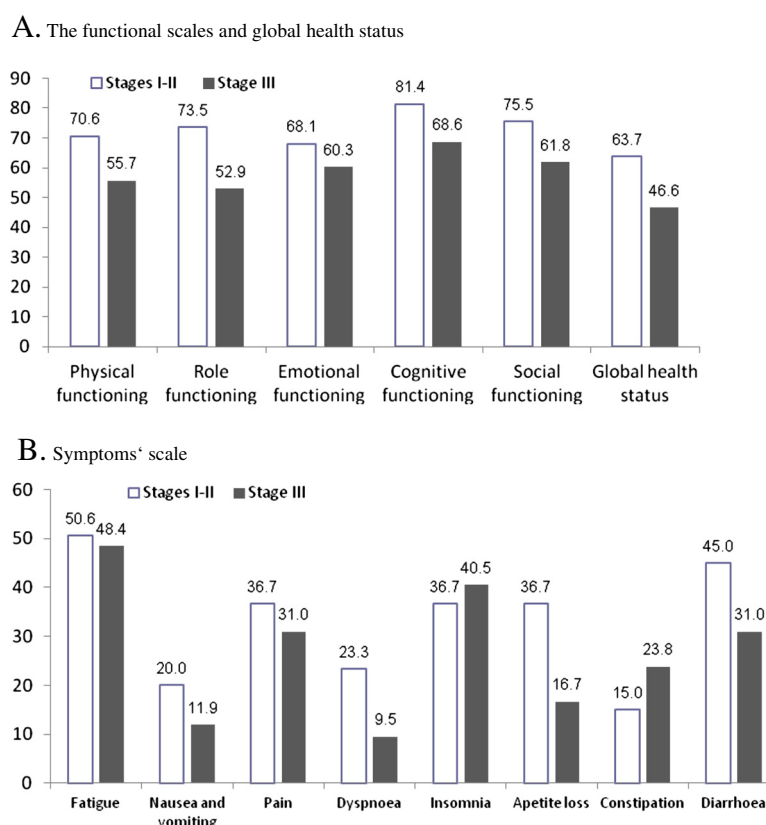 A. The functional scales and global health status
Stages I-II Stage III
90
80
70
60
50
40
30
20
10
0
70.6 55.7 73.5 52.9 68.1 60.3 81.4 68.6 75.5 61.8 63.7 46.6
Physical Role Emotional Cognitive Social Global health
functioning functioning functioning functioning functioning status
B. Symptoms‘ scale
Stages I-II Stage III
60
50
40
30
20
10
0
50.6 48.4 20.0 11.9 36.7 31.0 23.3 9.5 36.7 40.5 36.7 16.7 15.0 23.8 45.0 31.0
Fatigue Nausea and Pain Dyspnoea Insomnia Apetite loss Constipation Diarrhoea
vomiting